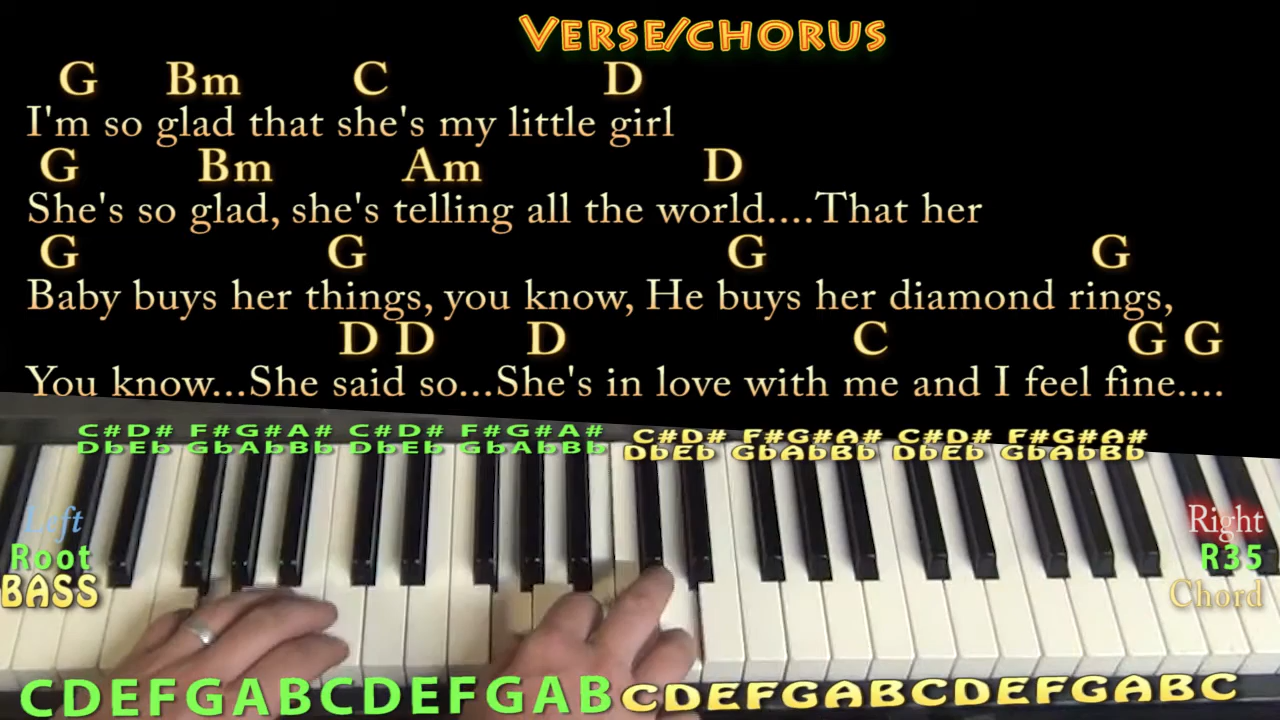 VERSE/CHORUS
G Bm C D
I'm so glad that she's my little girl
G Bm Am D
She's so glad, she's telling all the world....That her
G G G G
Baby buys her things, you know, He buys her diamond rings,
D D D C G G
You know...She said so...She's in love with me and I feel fine....
C#D# F#G#A# C#D# F#G#A# C#D# F#G#A# C#D# F#G#A#
DbEb GbAbBb DbEb GbAbBb DbEb GbAbBb DbEb GbAbBb
Left
Root
BASS
Right
R35
Chord
CDEFGABCDEFGAB CDEFGABCDEFGABC